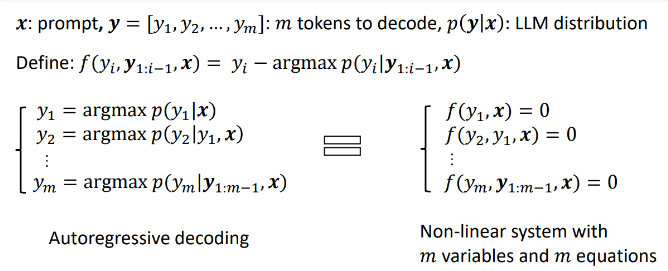 x: prompt, y = [y₁, y₂, ..., yₘ]: m tokens to decode, p(y|x): LLM distribution
Define: f(yᵢ, y₁:ᵢ₋₁, x) = yᵢ − argmax p(yᵢ|y₁:ᵢ₋₁, x)
y₁ = argmax p(y₁|x)
y₂ = argmax p(y₂|y₁, x)
⋮
yₘ = argmax p(yₘ|y₁:ₘ₋₁, x)
Autoregressive decoding
=
f(y₁, x) = 0
f(y₂, y₁, x) = 0
⋮
f(yₘ, y₁:ₘ₋₁, x) = 0
Non-linear system with
m variables and m equations